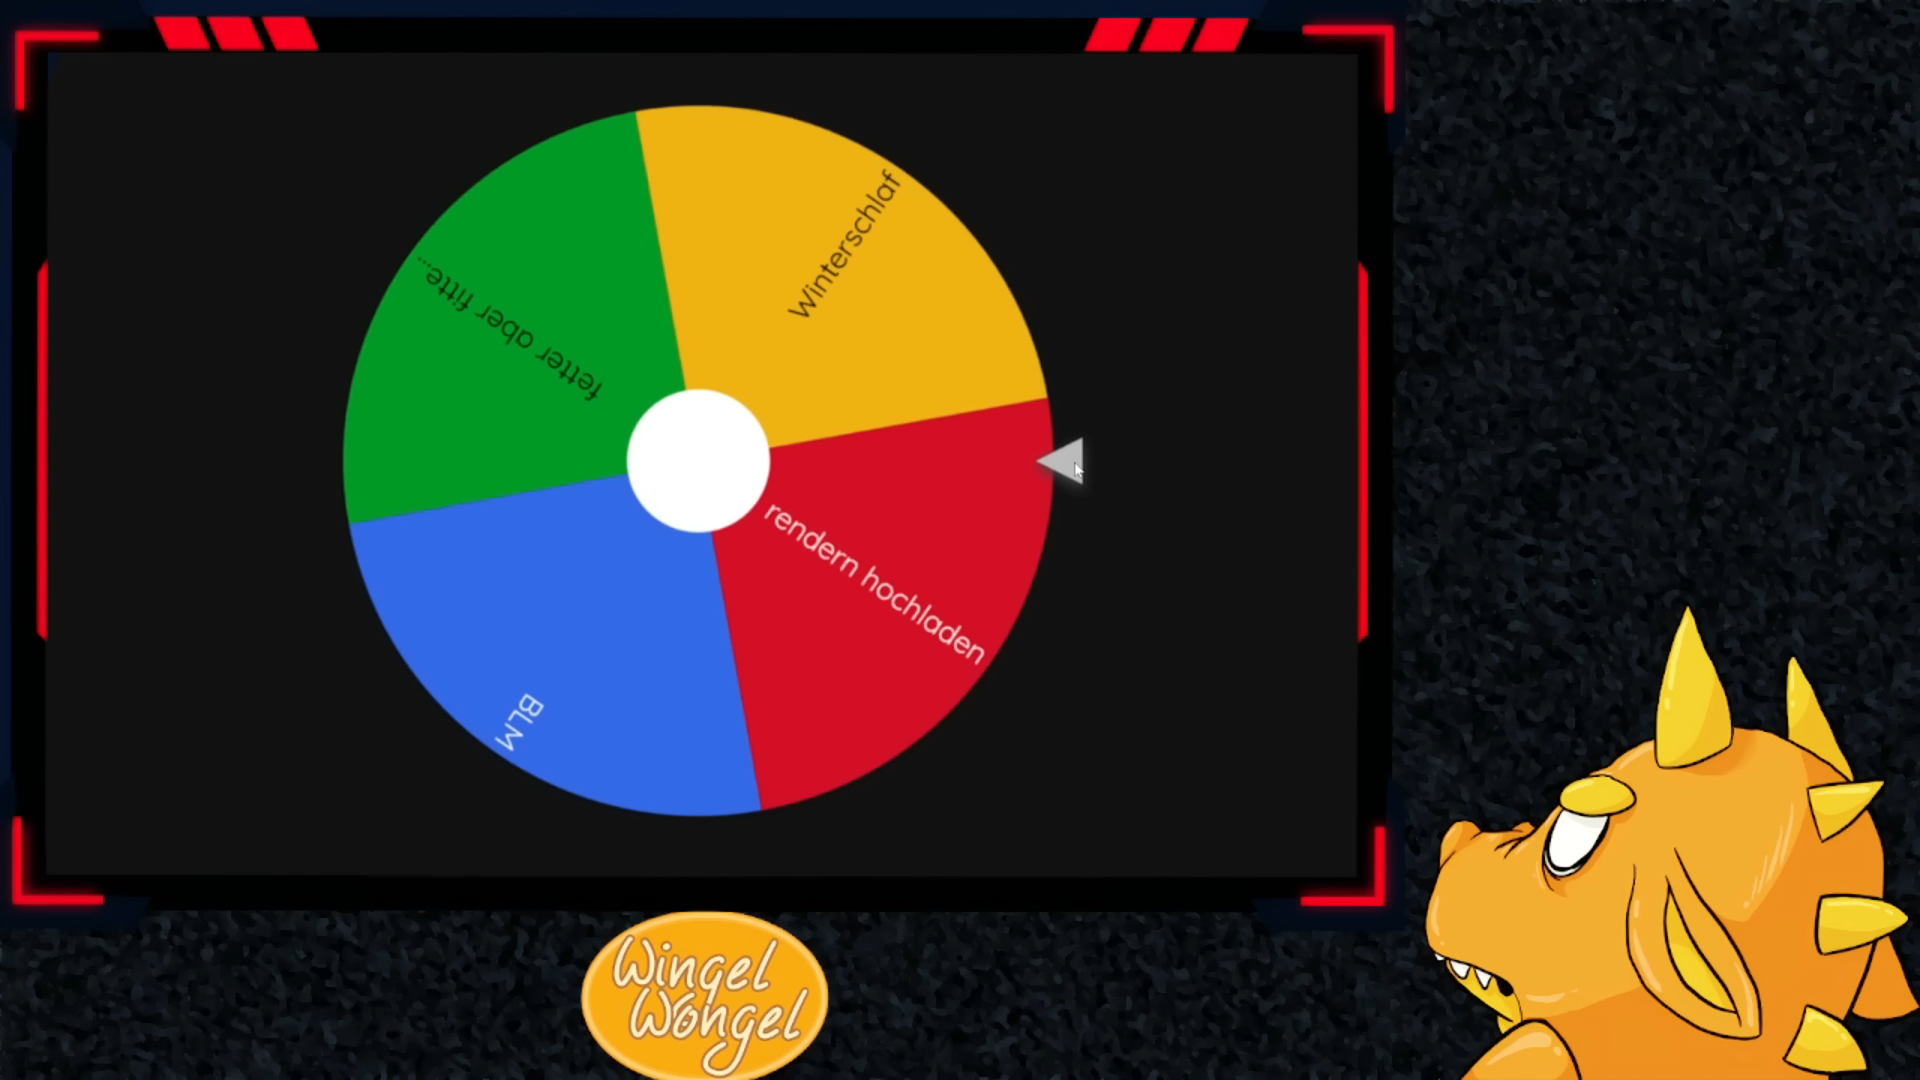 Winterschlaf
fetter aber fitte...
rendern hochladen
BLM
Wingel
Wongel